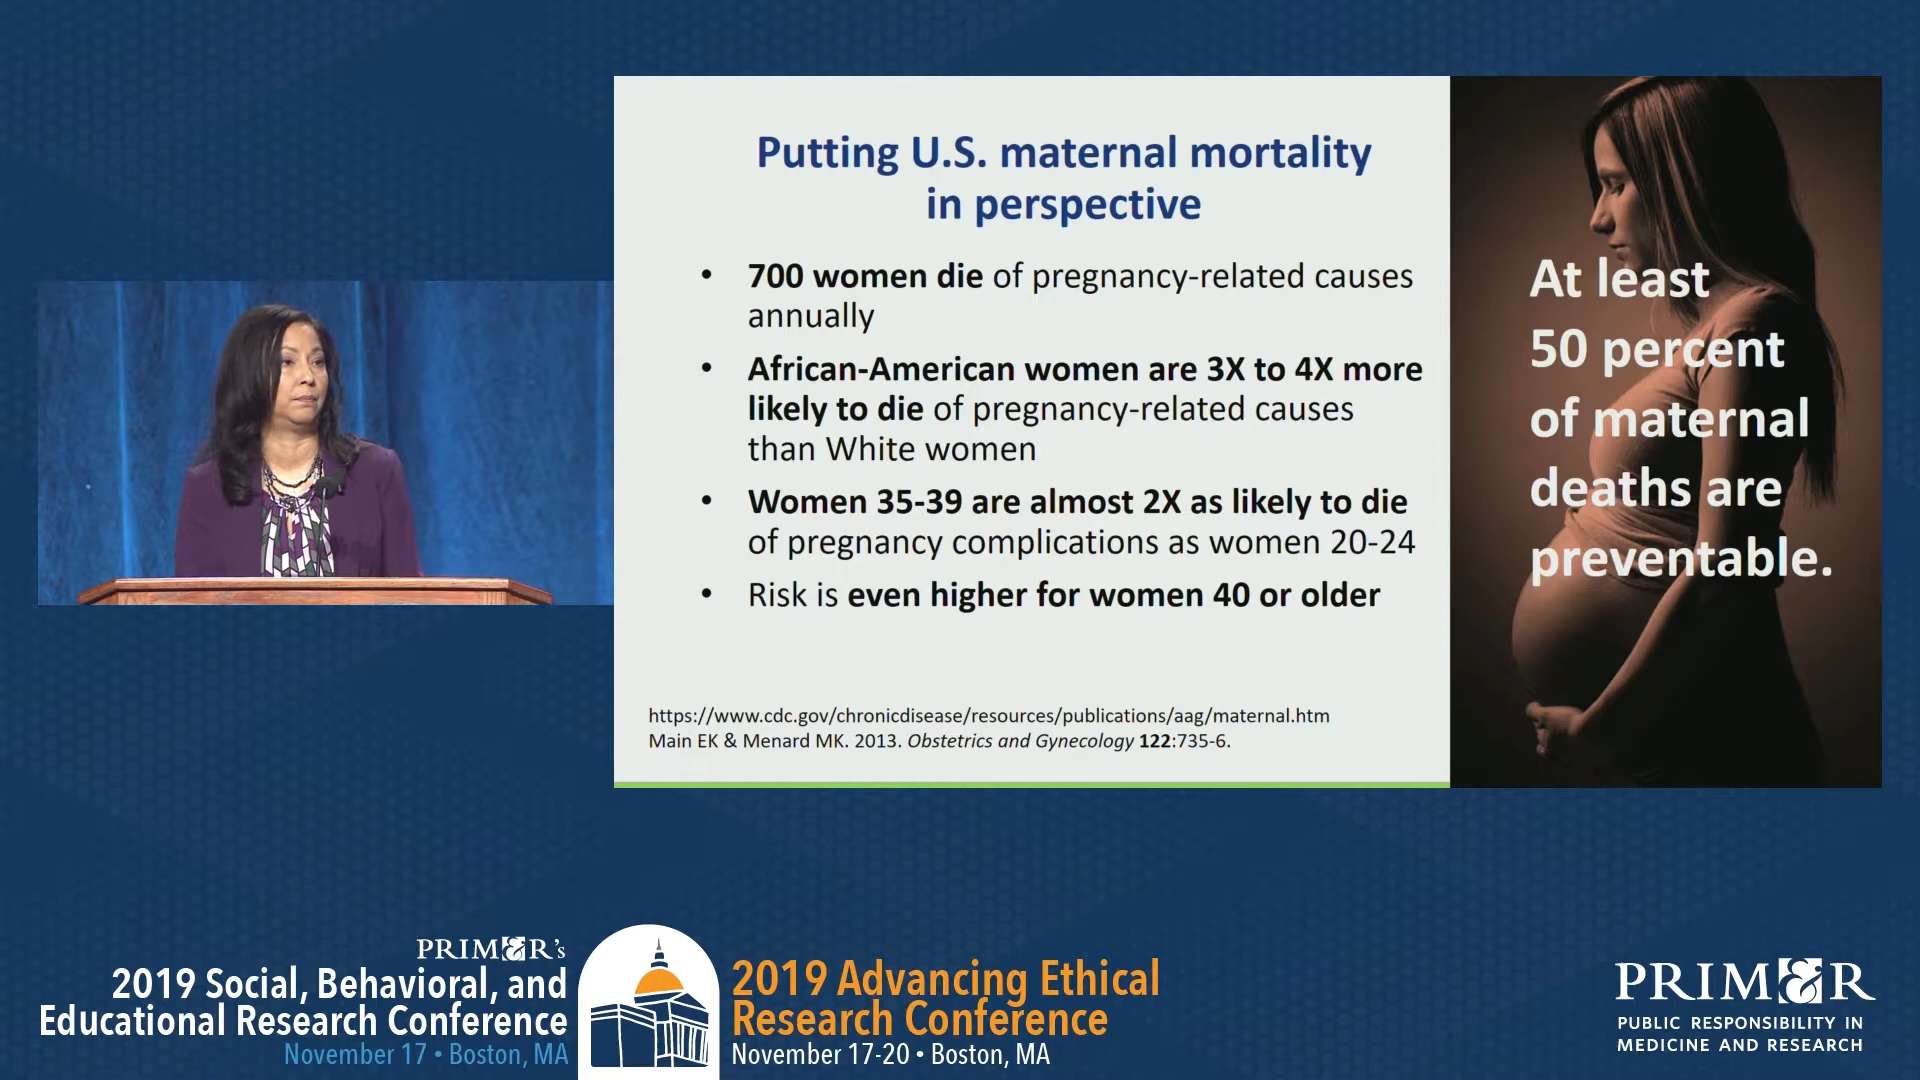 Putting U.S. maternal mortality
in perspective
• 700 women die of pregnancy-related causes
annually
• African-American women are 3X to 4X more
likely to die of pregnancy-related causes
than White women
• Women 35-39 are almost 2X as likely to die
of pregnancy complications as women 20-24
• Risk is even higher for women 40 or older
https://www.cdc.gov/chronicdisease/resources/publications/aag/maternal.htm
Main EK & Menard MK. 2013. Obstetrics and Gynecology 122:735-6.
At least
50 percent
of maternal
deaths are
preventable.
PRIM&R's
2019 Social, Behavioral, and
Educational Research Conference
November 17 • Boston, MA
2019 Advancing Ethical
Research Conference
November 17-20 • Boston, MA
PRIM&R
PUBLIC RESPONSIBILITY IN
MEDICINE AND RESEARCH